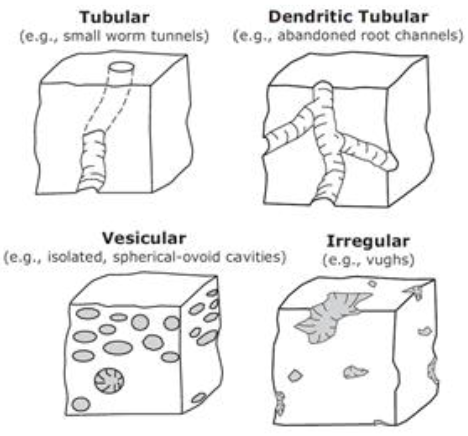 Tubular
(e.g., small worm tunnels)
Dendritic Tubular
(e.g., abandoned root channels)
Vesicular
(e.g., isolated, spherical-ovoid cavities)
Irregular
(e.g., vughs)